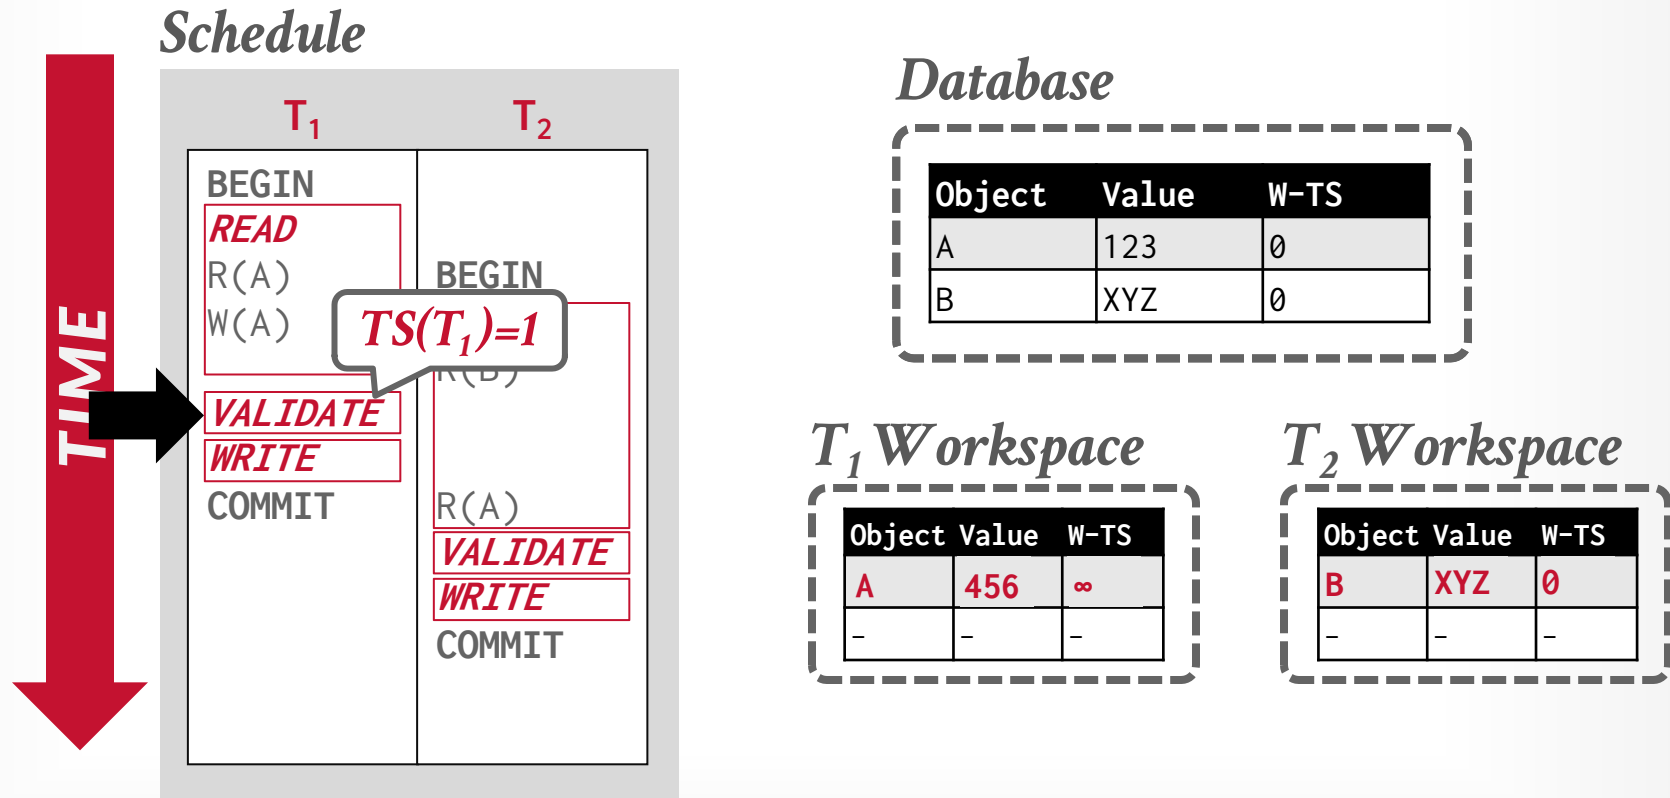 Schedule
TIME
T1
T2
BEGIN
READ
R(A)
W(A)
VALIDATE
WRITE
COMMIT
BEGIN
TS(T1)=1
R(B)
R(A)
VALIDATE
WRITE
COMMIT
Database
Object Value W-TS
A 123 0
B XYZ 0
T1 Workspace
Object Value W-TS
A 456 ∞
- - -
T2 Workspace
Object Value W-TS
B XYZ 0
- - -